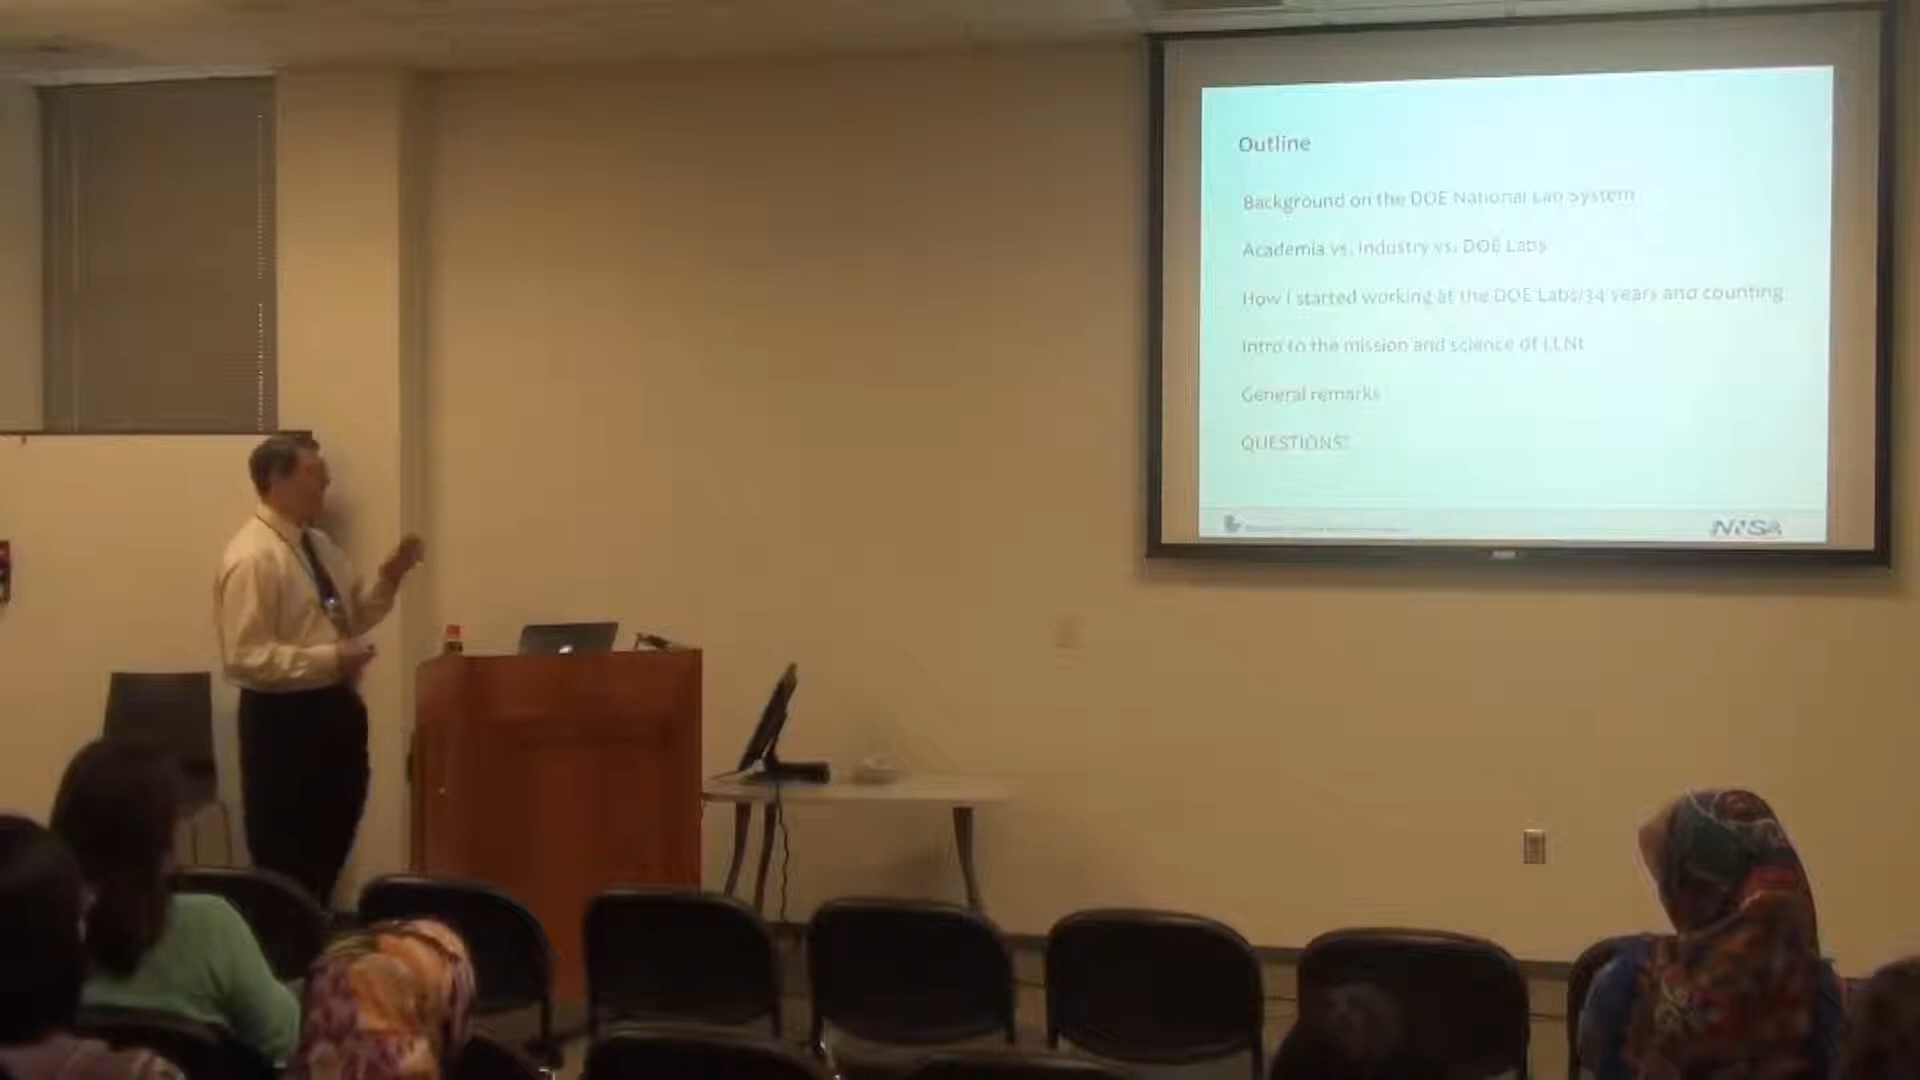 Outline
Background on the DOE National Lab System
Academia vs. Industry vs. DOE Labs
How I started working at the DOE Labs/34 years and counting
Intro to the mission and science of LLNL
General remarks
QUESTIONS?
NNSA